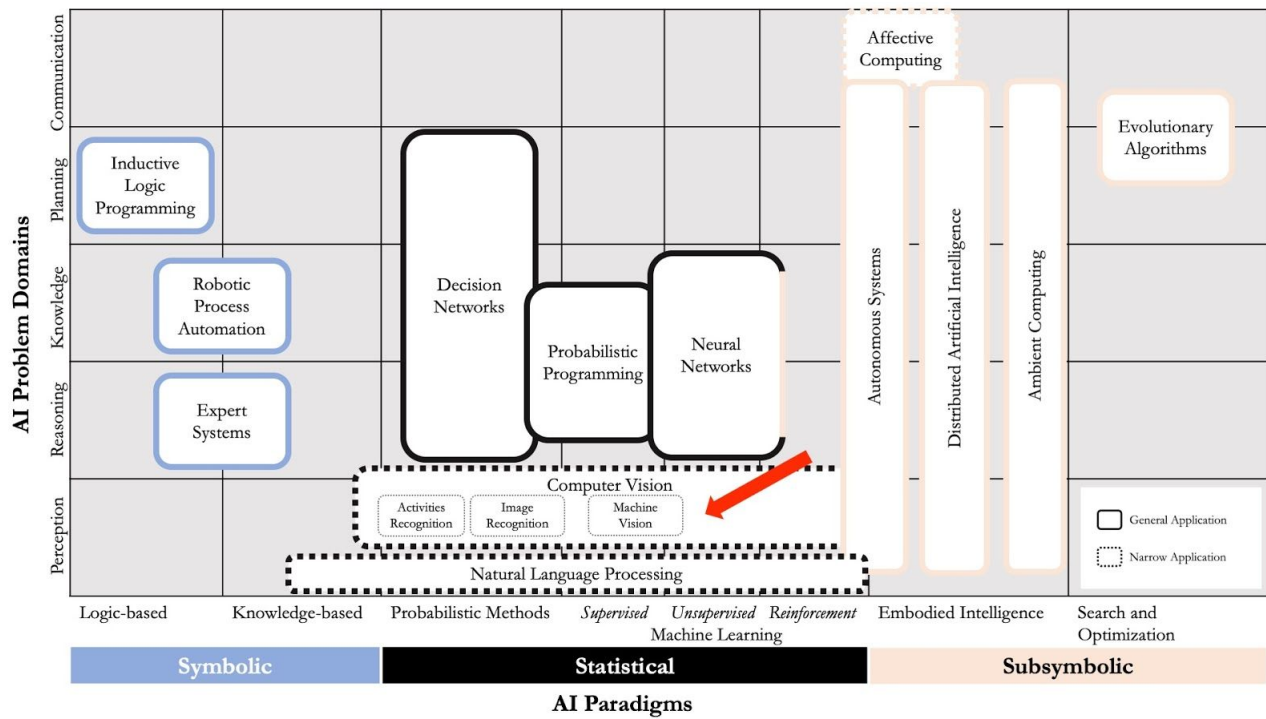 AI Problem Domains
Communication
Planning
Knowledge
Reasoning
Perception
Affective
Computing
Inductive
Logic
Programming
Evolutionary
Algorithms
Robotic
Process
Automation
Decision
Networks
Probabilistic
Programming
Neural
Networks
Autonomous Systems
Distributed Artificial Intelligence
Ambient Computing
Expert
Systems
Computer Vision
Activities
Recognition
Image
Recognition
Machine
Vision
Natural Language Processing
General Application
Narrow Application
Logic-based
Knowledge-based
Probabilistic Methods
Supervised
Unsupervised
Reinforcement
Machine Learning
Embodied Intelligence
Search and
Optimization
Symbolic
Statistical
Subsymbolic
AI Paradigms